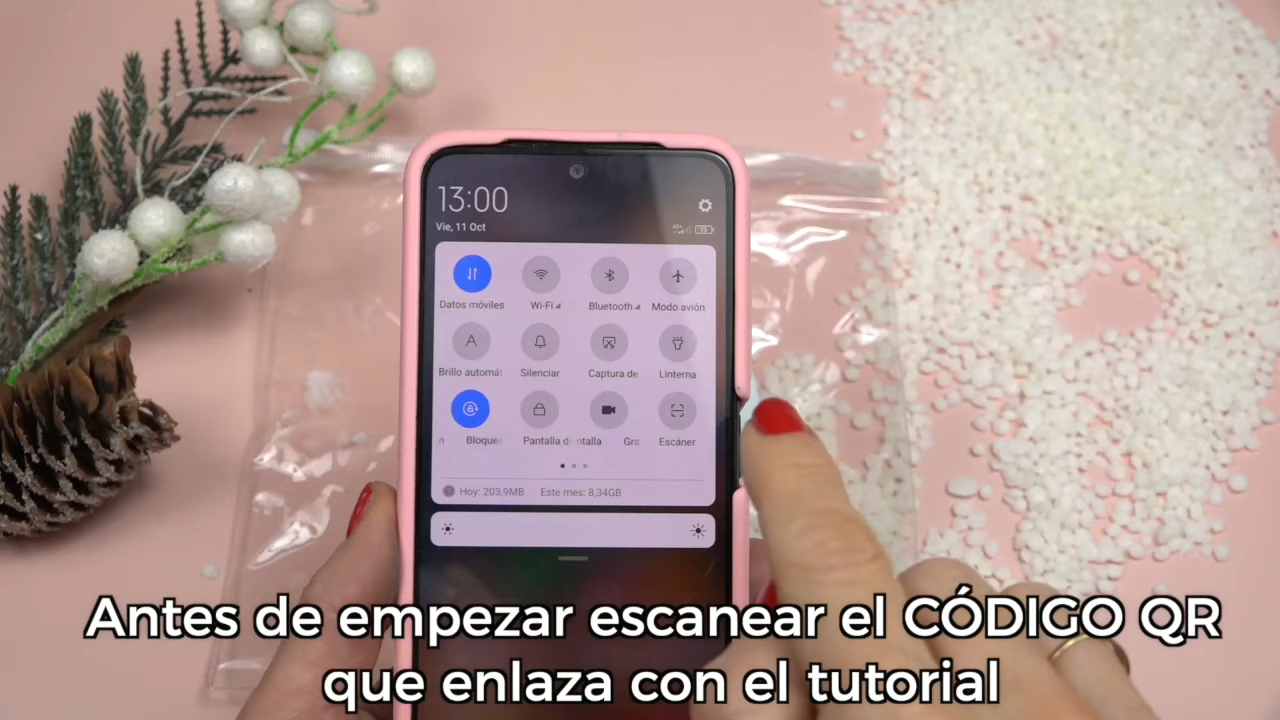 13:00
Vie, 11 Oct
Datos móviles
Wi-Fi
Bluetooth
Modo avión
Brillo automát
Silenciar
Captura de
Linterna
Bloque
Pantalla d
ntalla
Gra
Escáner
Hoy: 203,9MB
Este mes: 8,34GB
Antes de empezar escanear el CÓDIGO QR
que enlaza con el tutorial